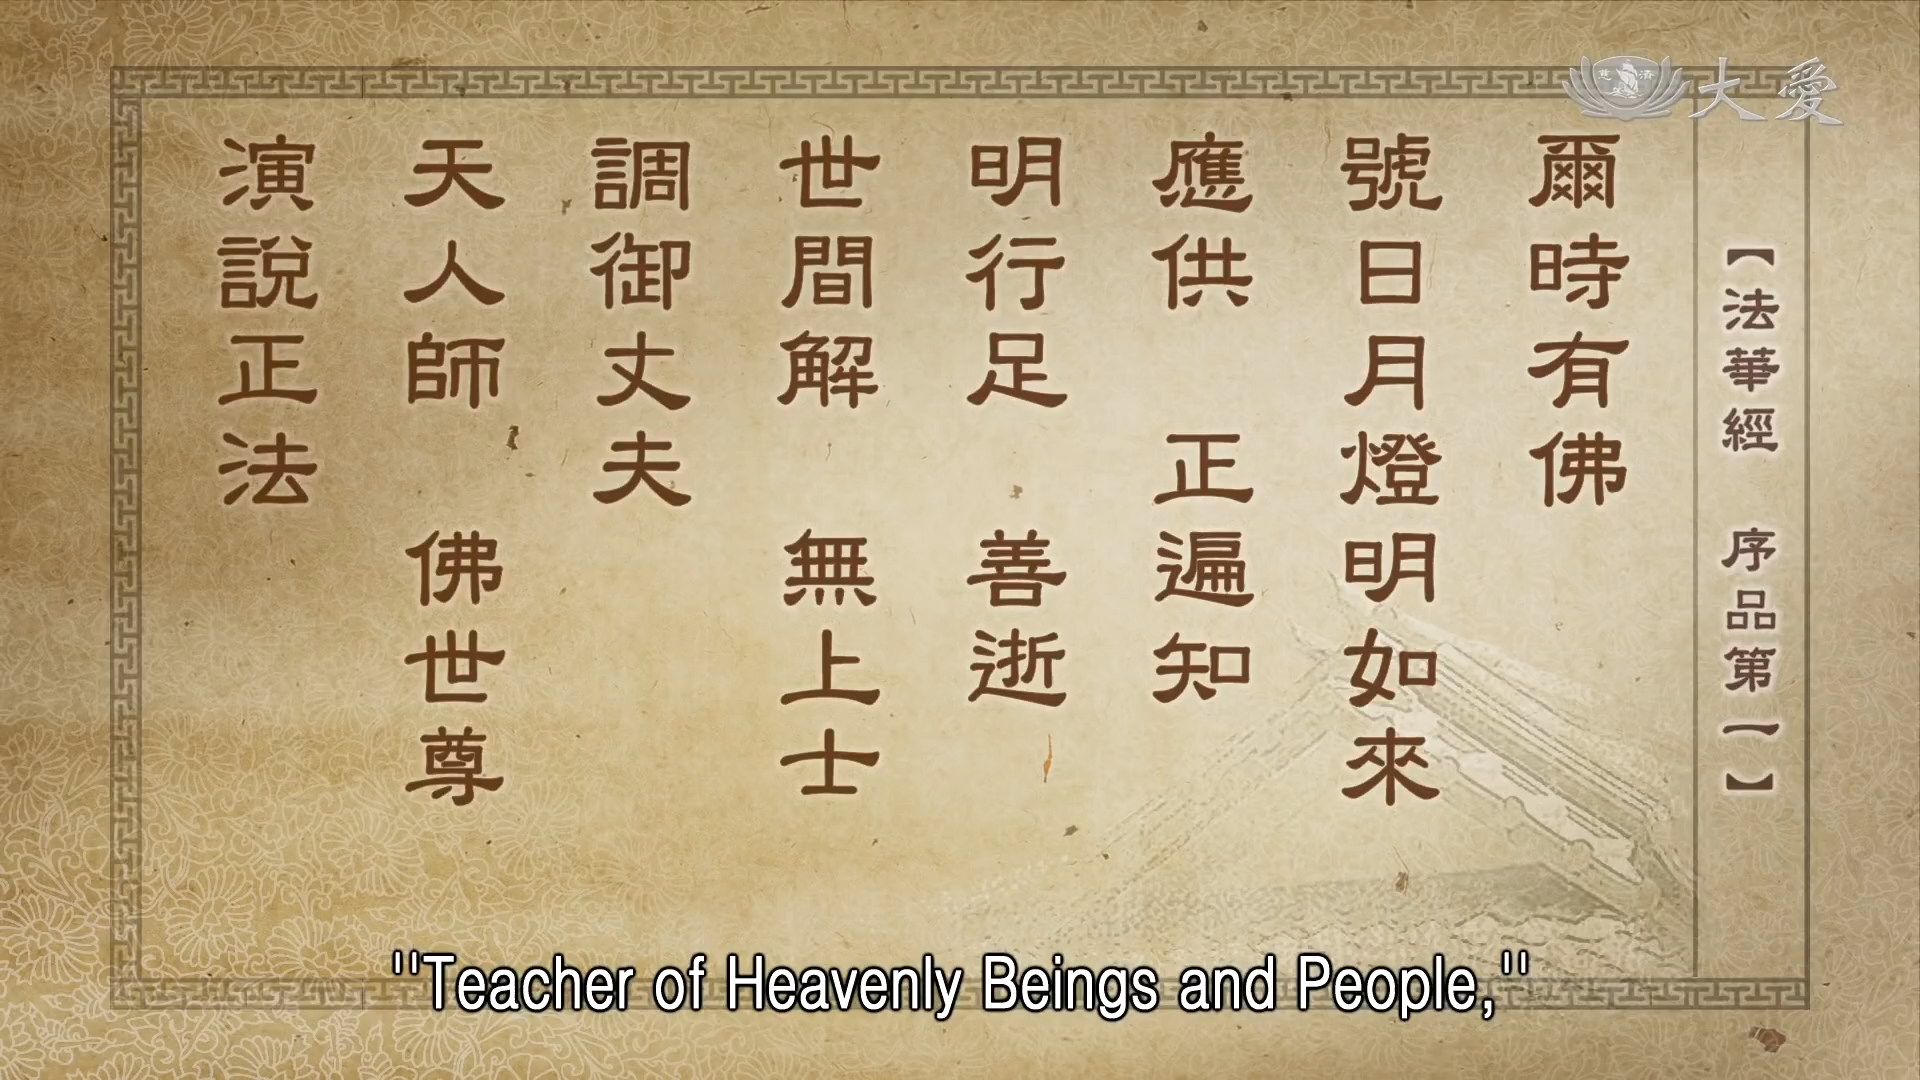 慈濟
大愛
【法華經 序品第一】
爾時有佛
號日月燈明如來
應供 正遍知
明行足 善逝
世間解 無上士
調御丈夫
天人師 佛世尊
演說正法
''Teacher of Heavenly Beings and People,''